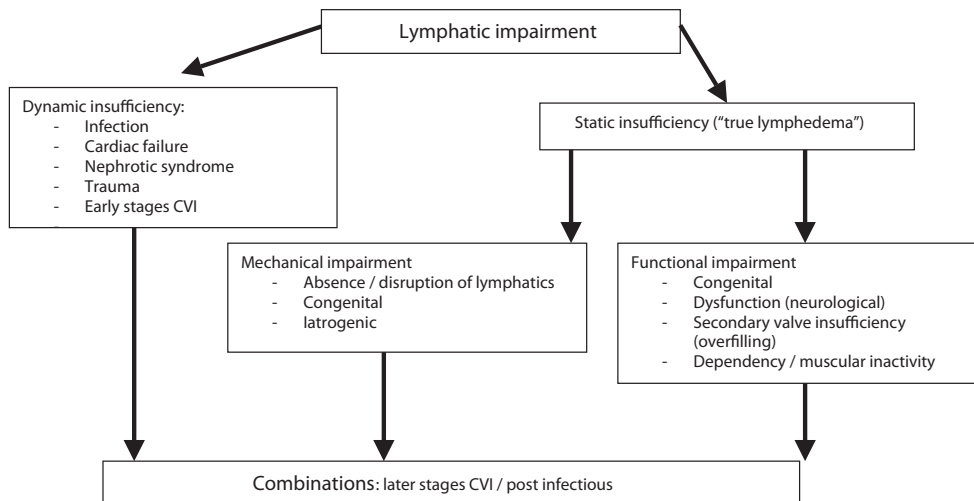 Lymphatic impairment
Dynamic insufficiency:
- Infection
- Cardiac failure
- Nephrotic syndrome
- Trauma
- Early stages CVI
-
Static insufficiency (“true lymphedema”)
Mechanical impairment
- Absence / disruption of lymphatics
- Congenital
- Iatrogenic
Functional impairment
- Congenital
- Dysfunction (neurological)
- Secondary valve insufficiency
(overfilling)
- Dependency / muscular inactivity
Combinations: later stages CVI / post infectious